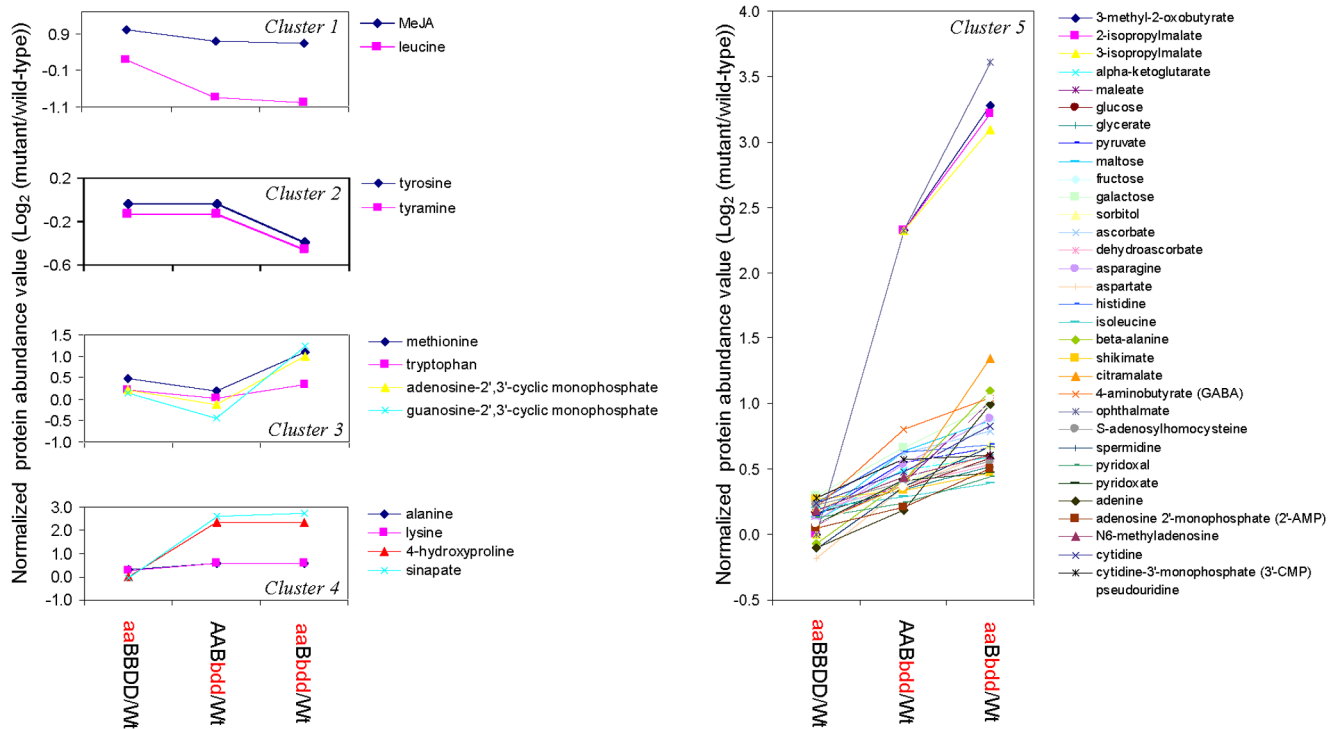 Normalized protein abundance value (Log2 (mutant/wild-type))
Cluster 1
0.9
-0.1
-1.1
MeJA
leucine
Cluster 2
0.2
-0.2
-0.6
tyrosine
tyramine
1.5
1.0
0.5
0.0
-0.5
-1.0
Cluster 3
methionine
tryptophan
adenosine-2',3'-cyclic monophosphate
guanosine-2',3'-cyclic monophosphate
3.0
2.0
1.0
0.0
-1.0
Cluster 4
alanine
lysine
4-hydroxyproline
sinapate
aaBBDD/Wt
AABbdd/Wt
aaBbdd/Wt
Normalized protein abundance value (Log2 (mutant/wild-type))
Cluster 5
4.0
3.5
3.0
2.5
2.0
1.5
1.0
0.5
0.0
-0.5
aaBBDD/Wt
AABbdd/Wt
aaBbdd/Wt
3-methyl-2-oxobutyrate
2-isopropylmalate
3-isopropylmalate
alpha-ketoglutarate
maleate
glucose
glycerate
pyruvate
maltose
fructose
galactose
sorbitol
ascorbate
dehydroascorbate
asparagine
aspartate
histidine
isoleucine
beta-alanine
shikimate
citramalate
4-aminobutyrate (GABA)
ophthalmate
S-adenosylhomocysteine
spermidine
pyridoxal
pyridoxate
adenine
adenosine 2'-monophosphate (2'-AMP)
N6-methyladenosine
cytidine
cytidine-3'-monophosphate (3'-CMP)
pseudouridine